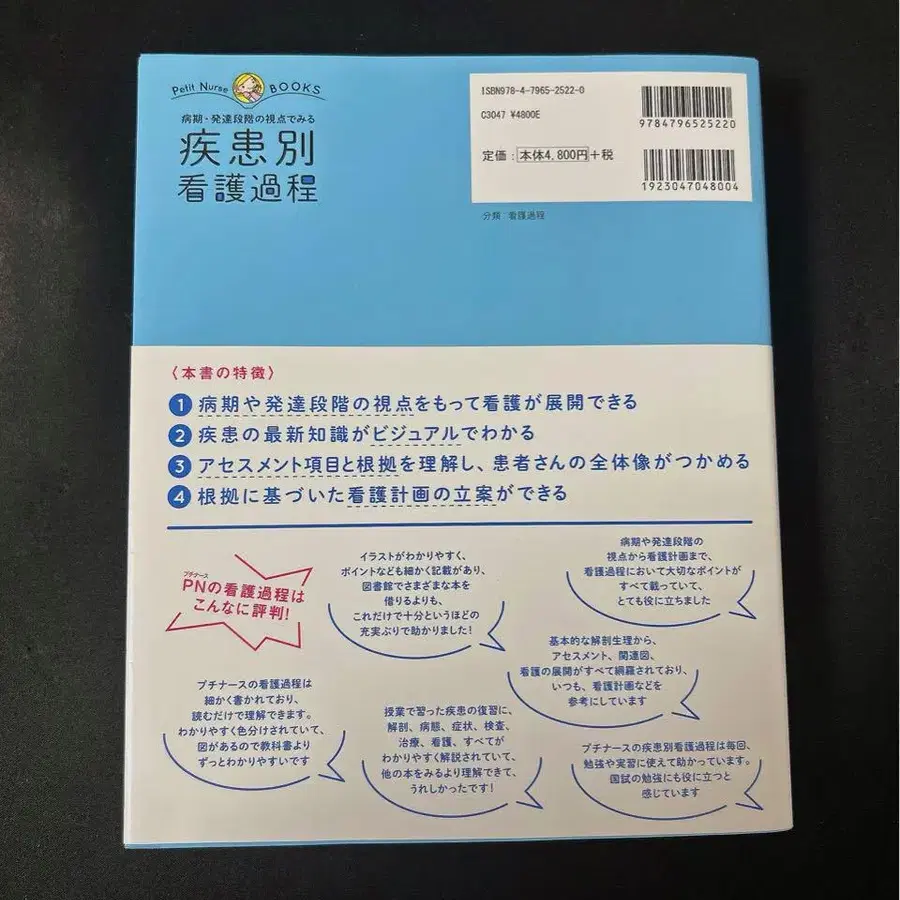 Petit Nurse BOOKS
病期・発達段階の視点でみる
疾患別
看護過程
ISBN978-4-7965-2522-0
C3047 ¥4800E
定価:本体4,800円+税
9784796525220
1923047048004
分類 看護過程
〈本書の特徴〉
1 病期や発達段階の視点をもって看護が展開できる
2 疾患の最新知識がビジュアルでわかる
3 アセスメント項目と根拠を理解し、患者さんの全体像がつかめる
4 根拠に基づいた看護計画の立案ができる
プチナース
PNの看護過程は
こんなに評判!
イラストがわかりやすく、
ポイントなども細かく記載があり、
図書館でさまざまな本を
借りるよりも、
これだけで十分というほどの
充実ぶりで助かりました!
病期や発達段階の
視点から看護計画まで、
看護過程において大切なポイントが
すべて載っていて、
とても役に立ちました
基本的な解剖生理から、
アセスメント、関連図、
看護の展開がすべて網羅されており、
いつも、看護計画などを
参考にしています
プチナースの看護過程は
細かく書かれており、
読むだけで理解できます。
わかりやすく色分けされていて、
図があるので教科書より
ずっとわかりやすいです
授業で習った疾患の復習に、
解剖、病態、症状、検査、
治療、看護、すべてが
わかりやすく解説されていて、
他の本をみるより理解できて、
うれしかったです!
プチナースの疾患別看護過程は毎回、
勉強や実習に使えて助かっています。
国試の勉強にも役に立つと
感じています